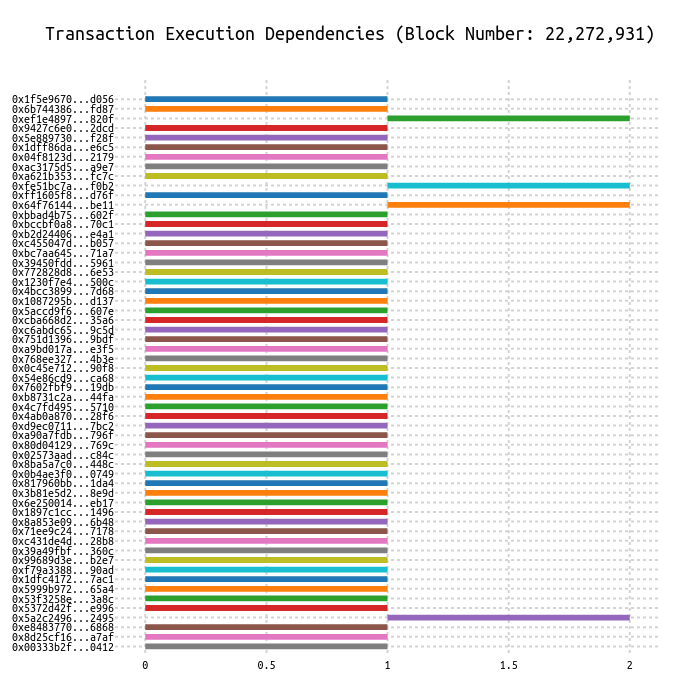 Transaction Execution Dependencies (Block Number: 22,272,931)
0x1f5e9670...d056
0x6b744386...fd87
0xef1e4897...820f
0x9427c6e0...2dcd
0x5e889730...f28f
0x1dff86da...e6c5
0x04f8123d...2179
0xac3175d5...a9e7
0xa621b353...fc7c
0xfe51bc7a...f0b2
0xff1605f8...d76f
0x64f76144...be11
0xbbad4b75...602f
0xbccbf0a8...70c1
0xb2d24406...e4a1
0xc455047d...b057
0xbc7aa645...71a7
0x39450fdd...5961
0x772828d8...6e53
0x1230f7e4...500c
0x4bcc3899...7d68
0x1087295b...d137
0x5accd9f6...607e
0xcba668d2...35a6
0xc6abdc65...9c5d
0x751d1396...9bdf
0xa9bd017a...e3f5
0x768ee327...4b3e
0x0c45e712...90f8
0x54e86cd9...ca68
0x7602fbf9...19db
0xb8731c2a...44fa
0x4c7fd495...5710
0x4ab0a870...28f6
0xd9ec0711...7bc2
0xa90a7fdb...796f
0x80d04129...769c
0x02573aad...c84c
0x8ba5a7c0...448c
0x0b4ae3f0...0749
0x817960bb...1da4
0x3b81e5d2...8e9d
0x6e250014...eb17
0x1897c1cc...1496
0x8a853e09...6b48
0x71ee9c24...7178
0xc431de4d...28b8
0x39a49fbf...360c
0x99689d3e...b2e7
0xf79a3388...90ad
0x1dfc4172...7ac1
0x5999b972...65a4
0x53f3258e...3a8c
0x5372d42f...e996
0x5a2c2496...2495
0xe8483770...6868
0x8d25cf16...a7af
0x00333b2f...0412
0 0.5 1 1.5 2